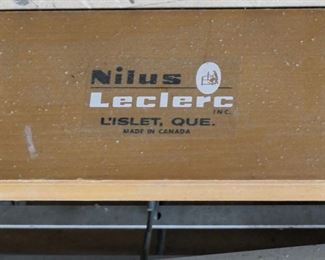 Nilus
Leclerc
INC.
L'ISLET, QUE.
MADE IN CANADA